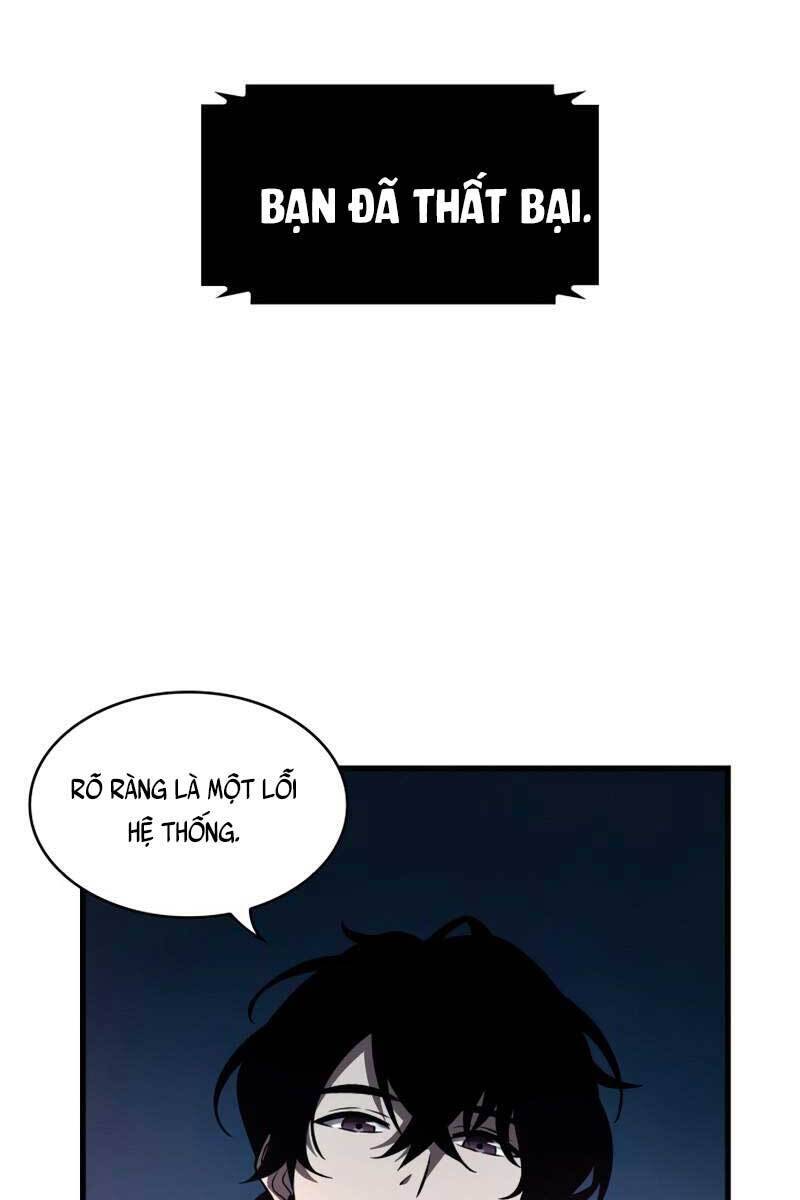 BẠN ĐÃ THẤT BẠI.
RÕ RÀNG LÀ MỘT LỖI
HỆ THỐNG.